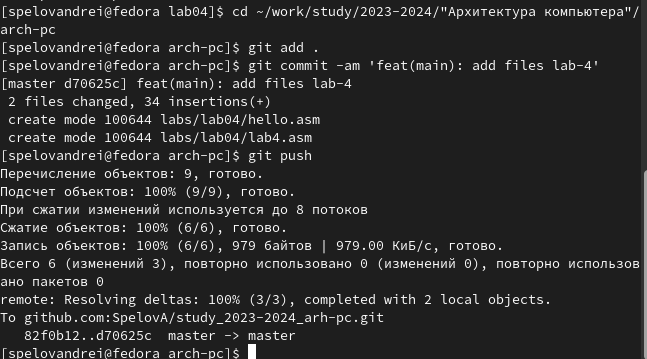 [spelovandrei@fedora lab04]$ cd ~/work/study/2023-2024/"Архитектура компьютера"/
arch-pc
[spelovandrei@fedora arch-pc]$ git add .
[spelovandrei@fedora arch-pc]$ git commit -am 'feat(main): add files lab-4'
[master d70625c] feat(main): add files lab-4
 2 files changed, 34 insertions(+)
 create mode 100644 labs/lab04/hello.asm
 create mode 100644 labs/lab04/lab4.asm
[spelovandrei@fedora arch-pc]$ git push
Перечисление объектов: 9, готово.
Подсчет объектов: 100% (9/9), готово.
При сжатии изменений используется до 8 потоков
Сжатие объектов: 100% (6/6), готово.
Запись объектов: 100% (6/6), 979 байтов | 979.00 КиБ/с, готово.
Всего 6 (изменений 3), повторно использовано 0 (изменений 0), повторно использов
ано пакетов 0
remote: Resolving deltas: 100% (3/3), completed with 2 local objects.
To github.com:SpelovA/study_2023-2024_arh-pc.git
   82f0b12..d70625c  master -> master
[spelovandrei@fedora arch-pc]$